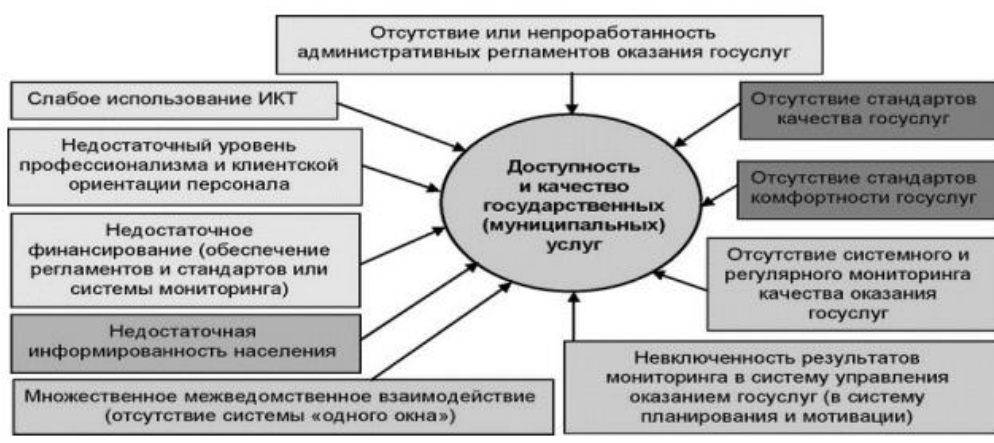 Отсутствие или непроработанность
административных регламентов оказания госуслуг
Слабое использование ИКТ
Отсутствие стандартов
качества госуслуг
Недостаточный уровень
профессионализма и клиентской
ориентации персонала
Доступность
и качество
государственных
(муниципальных)
услуг
Отсутствие стандартов
комфортности госуслуг
Недостаточное
финансирование (обеспечение
регламентов и стандартов или
системы мониторинга)
Отсутствие системного и
регулярного мониторинга
качества оказания
госуслуг
Недостаточная
информированность населения
Невключенность результатов
мониторинга в систему управления
оказанием госуслуг (в систему
планирования и мотивации)
Множественное межведомственное взаимодействие
(отсутствие системы «одного окна»)